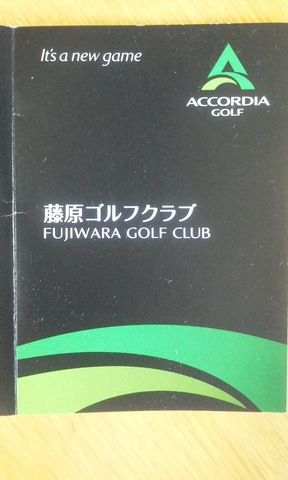 It's a new game
ACCORDIA
GOLF
藤原ゴルフクラブ
FUJIWARA GOLF CLUB